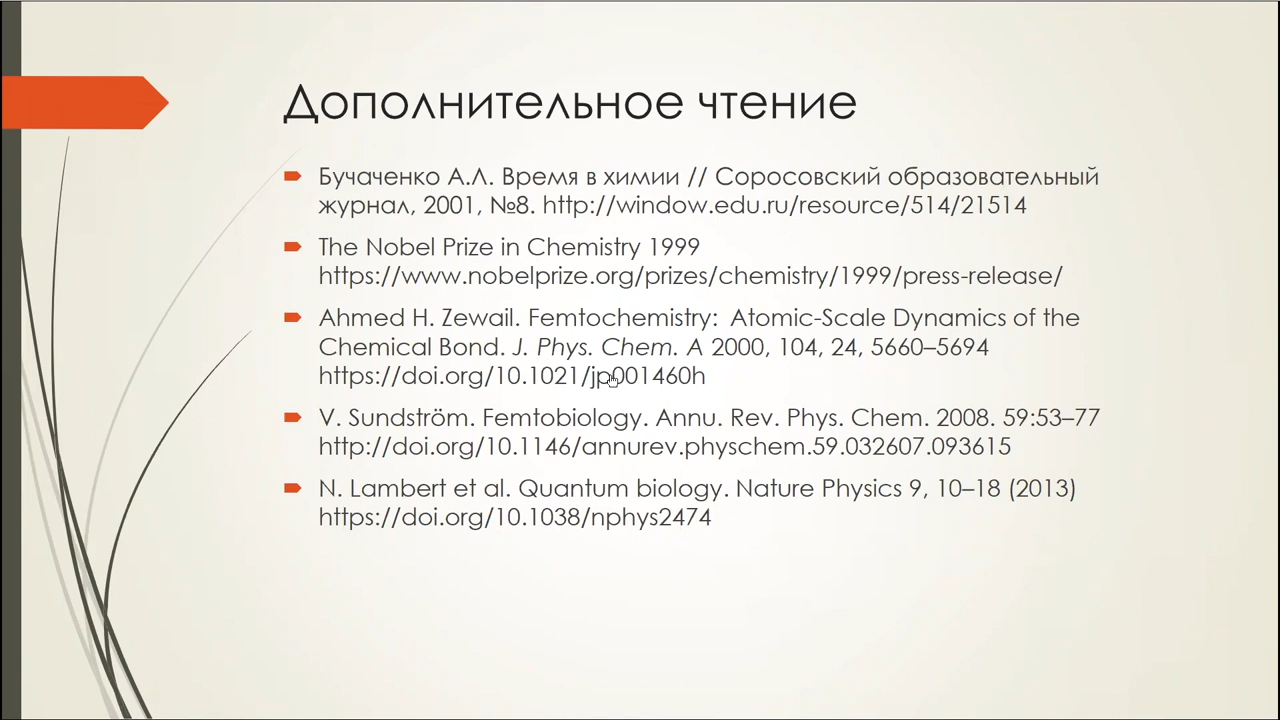 Дополнительное чтение
Бучаченко А.Л. Время в химии // Соросовский образовательный
журнал, 2001, №8. http://window.edu.ru/resource/514/21514
The Nobel Prize in Chemistry 1999
https://www.nobelprize.org/prizes/chemistry/1999/press-release/
Ahmed H. Zewail. Femtochemistry: Atomic-Scale Dynamics of the
Chemical Bond. J. Phys. Chem. A 2000, 104, 24, 5660–5694
https://doi.org/10.1021/jp001460h
V. Sundström. Femtobiology. Annu. Rev. Phys. Chem. 2008. 59:53–77
http://doi.org/10.1146/annurev.physchem.59.032607.093615
N. Lambert et al. Quantum biology. Nature Physics 9, 10–18 (2013)
https://doi.org/10.1038/nphys2474